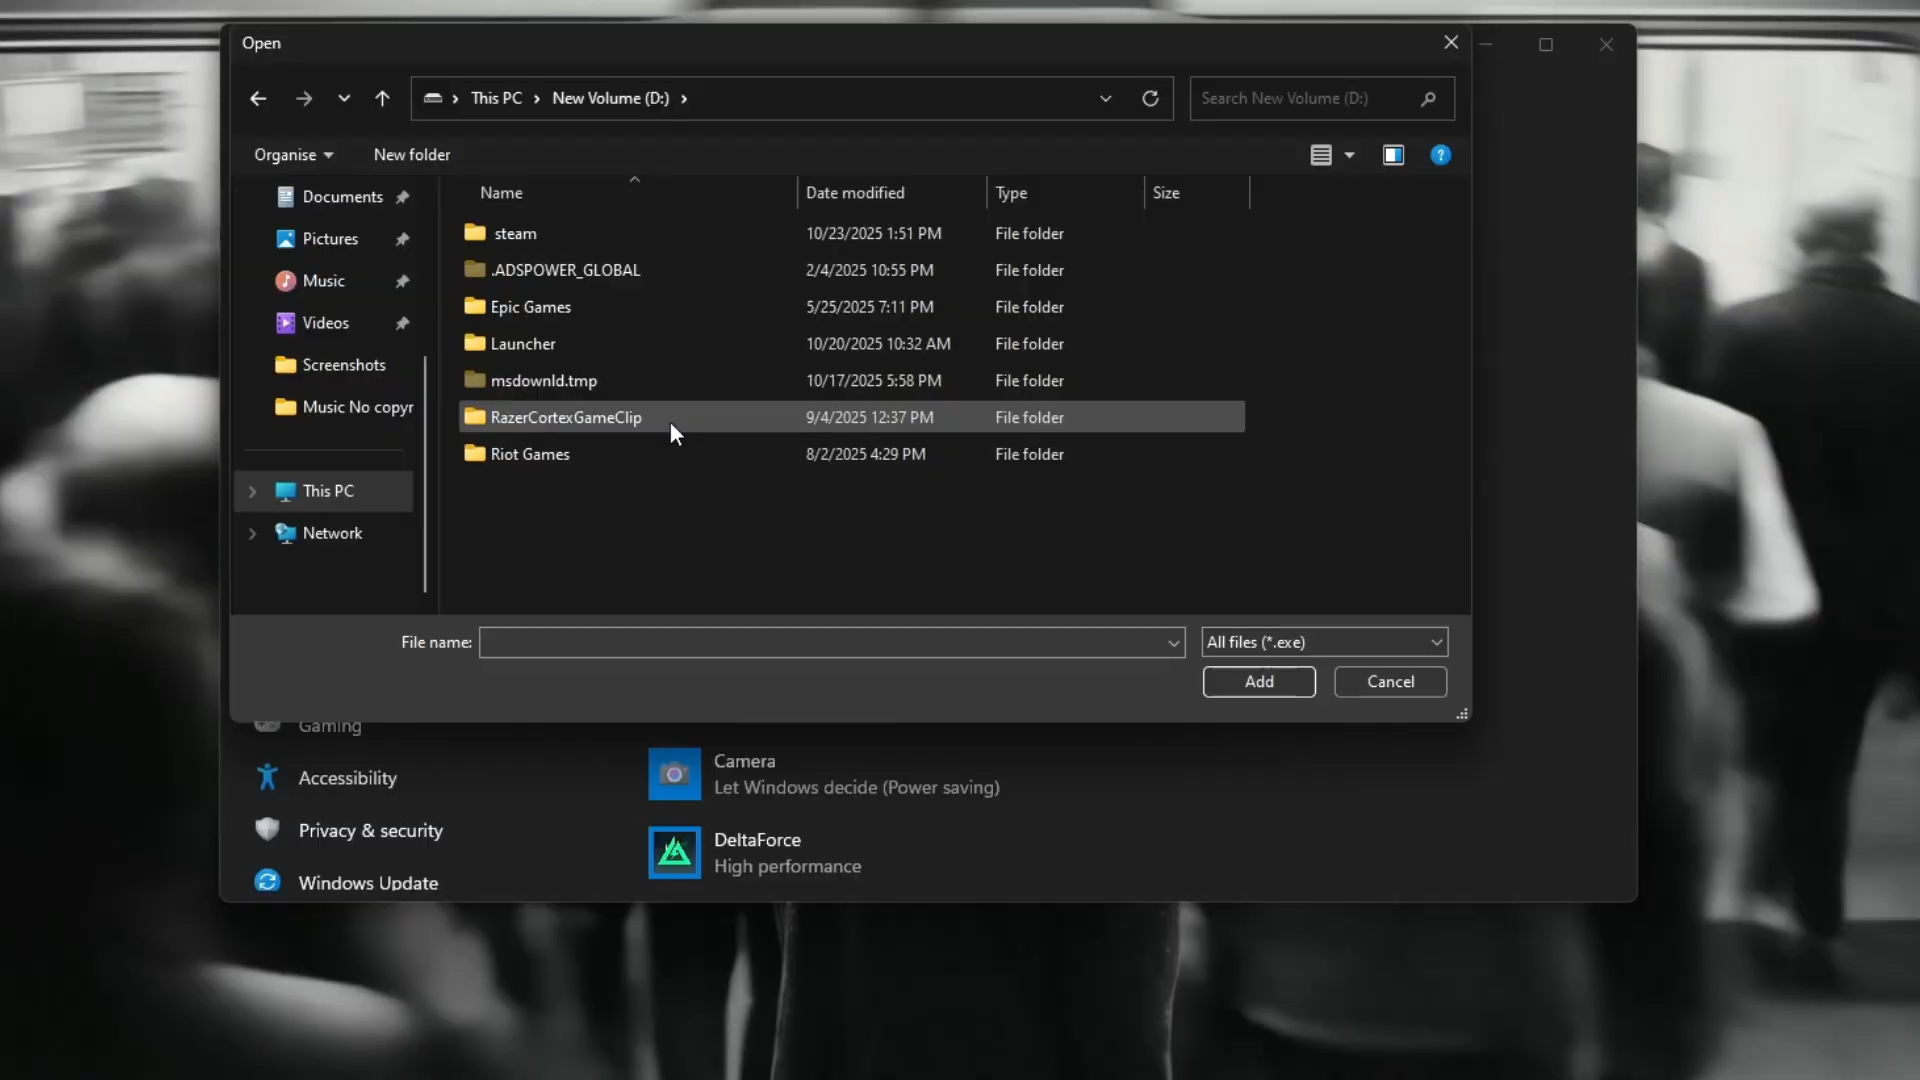 Open
This PC
New Volume (D:)
Search New Volume (D:)
Organise
New folder
Documents
Pictures
Music
Videos
Screenshots
Music No copyr
This PC
Network
Name Date modified Type Size
steam 10/23/2025 1:51 PM File folder
.ADSPOWER_GLOBAL 2/4/2025 10:55 PM File folder
Epic Games 5/25/2025 7:11 PM File folder
Launcher 10/20/2025 10:32 AM File folder
msdownld.tmp 10/17/2025 5:58 PM File folder
RazerCortexGameClip 9/4/2025 12:37 PM File folder
Riot Games 8/2/2025 4:29 PM File folder
File name:
All files (*.exe)
Add
Cancel
Gaming
Accessibility
Privacy & security
Windows Update
Camera
Let Windows decide (Power saving)
DeltaForce
High performance